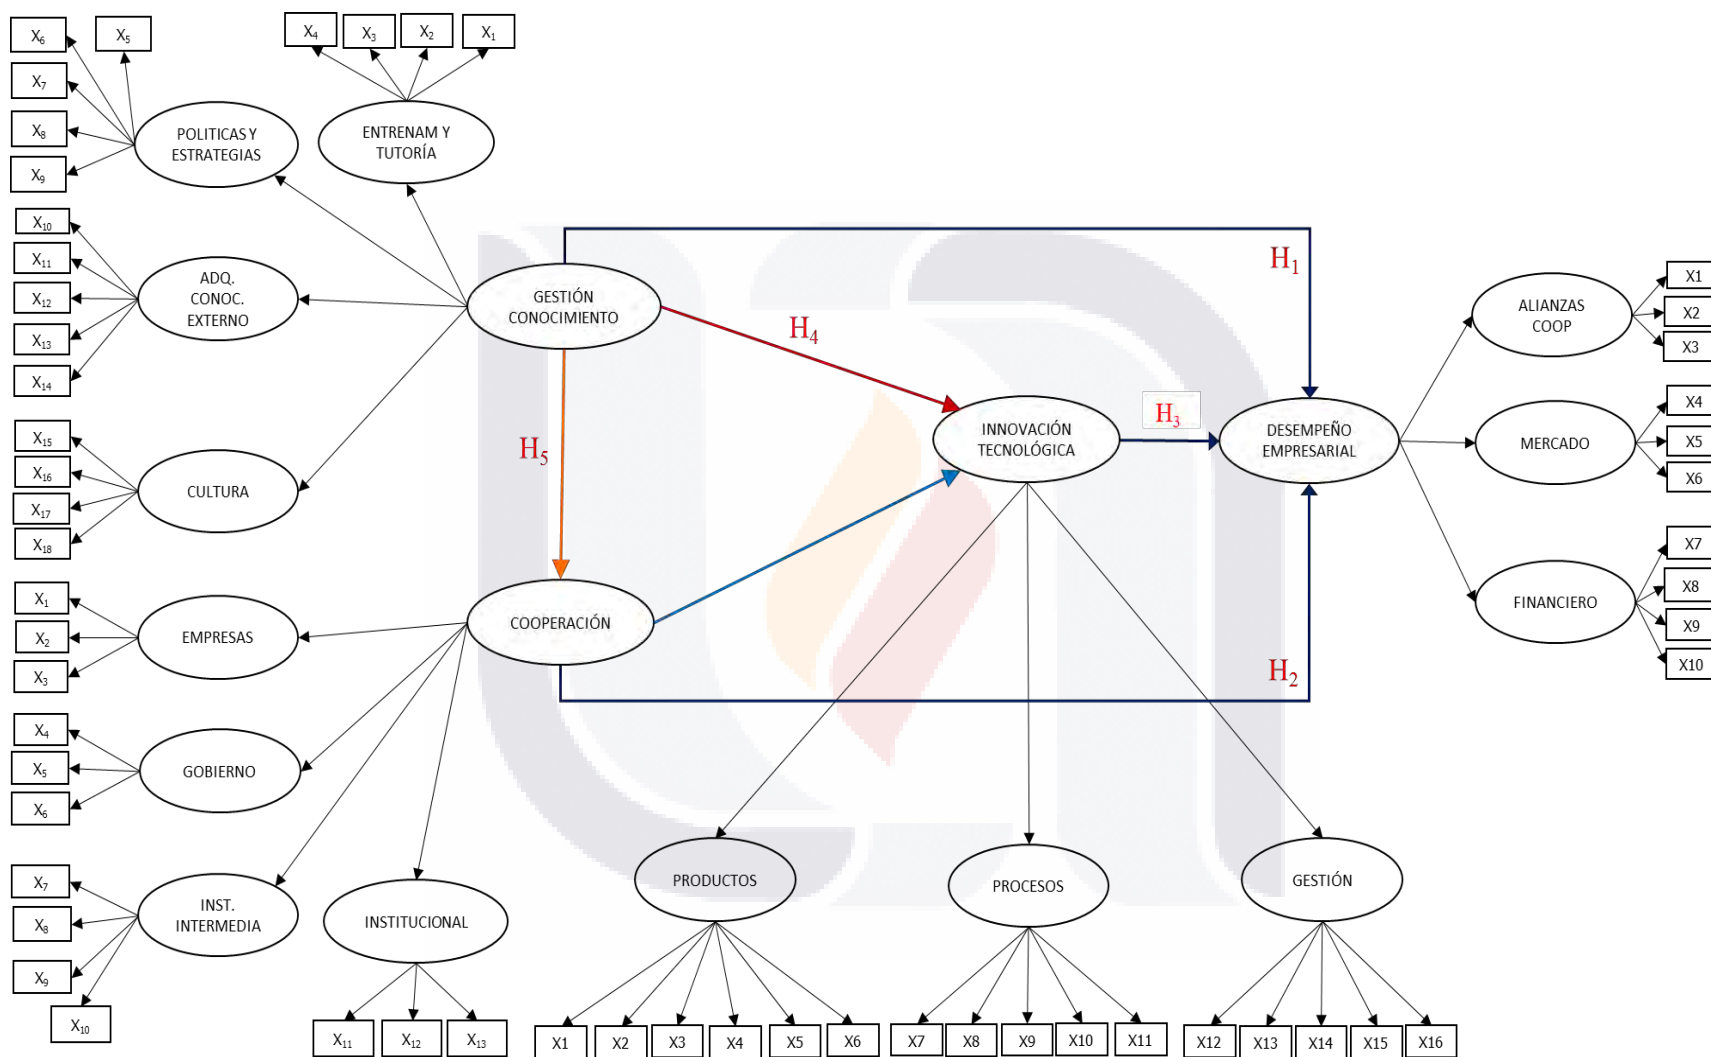 X6
X5
X4
X3
X2
X1
X7
X8
X9
POLITICAS Y
ESTRATEGIAS
ENTRENAM Y
TUTORÍA
X10
X11
X12
X13
X14
ADQ.
CONOC.
EXTERNO
GESTIÓN
CONOCIMIENTO
H1
H4
ALIANZAS
COOP
X1
X2
X3
X15
X16
X17
X18
CULTURA
H5
INNOVACIÓN
TECNOLÓGICA
H3
DESEMPEÑO
EMPRESARIAL
MERCADO
X4
X5
X6
X1
X2
X3
EMPRESAS
COOPERACIÓN
H2
FINANCIERO
X7
X8
X9
X10
X4
X5
X6
GOBIERNO
X7
X8
X9
X10
INST.
INTERMEDIA
INSTITUCIONAL
PRODUCTOS
PROCESOS
GESTIÓN
X11
X12
X13
X1
X2
X3
X4
X5
X6
X7
X8
X9
X10
X11
X12
X13
X14
X15
X16